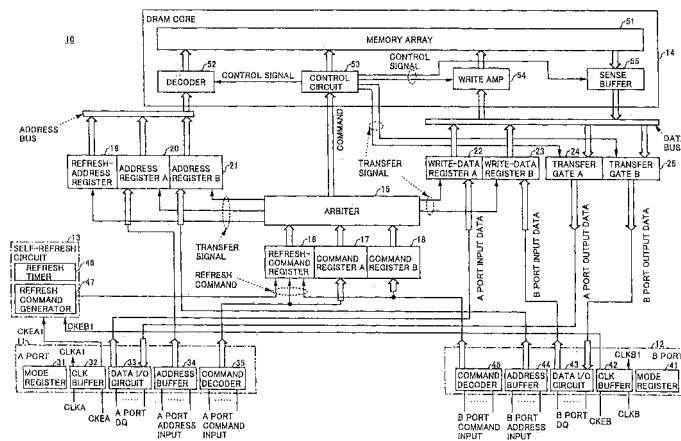 10
DRAM CORE
14
51
MEMORY ARRAY
52
DECODER
CONTROL SIGNAL
53
CONTROL CIRCUIT
CONTROL SIGNAL
WRITE AMP
54
55
SENSE BUFFER
ADDRESS BUS
COMMAND
DATA BUS
19
REFRESH-ADDRESS REGISTER
20
ADDRESS REGISTER A
ADDRESS REGISTER B
21
TRANSFER SIGNAL
22
WRITE-DATA REGISTER A
23
WRITE-DATA REGISTER B
24
TRANSFER GATE A
TRANSFER GATE B
25
15
ARBITER
TRANSFER SIGNAL
16
REFRESH-COMMAND REGISTER
17
COMMAND REGISTER A
18
COMMAND REGISTER B
REFRESH COMMAND
A PORT INPUT DATA
B PORT INPUT DATA
A PORT OUTPUT DATA
B PORT OUTPUT DATA
13
SELF-REFRESH CIRCUIT
46
REFRESH TIMER
47
REFRESH COMMAND GENERATOR
CKEA1
CKEB1
11
A PORT
CLKA1
31
MODE REGISTER
32
CLK BUFFER
33
DATA I/O CIRCUIT
34
ADDRESS BUFFER
35
COMMAND DECODER
CLKA
CKEA
A PORT DQ
A PORT ADDRESS INPUT
A PORT COMMAND INPUT
12
B PORT
CLKB1
45
COMMAND DECODER
44
ADDRESS BUFFER
43
DATA I/O CIRCUIT
42
CLK BUFFER
41
MODE REGISTER
B PORT COMMAND INPUT
B PORT ADDRESS INPUT
B PORT DQ
CKEB
CLKB